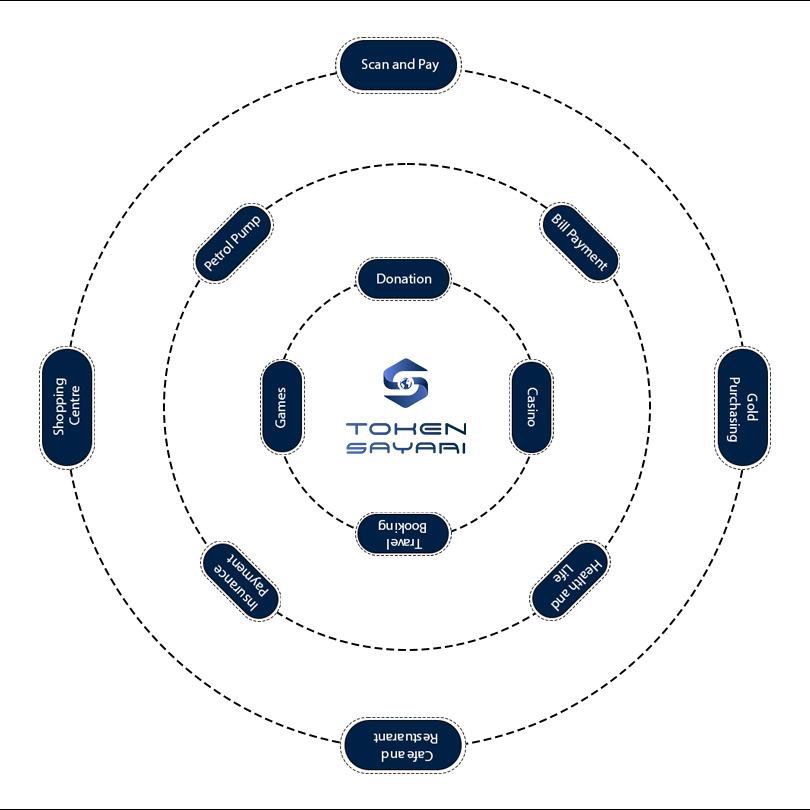 Scan and Pay
Petrol Pump
Bill Payment
Donation
Shopping
Centre
Games
TOKEN
SAYARI
Casino
Gold
Purchasing
Travel
Booking
Insurance
Payment
Health and
Life
Cafe and
Restuarant